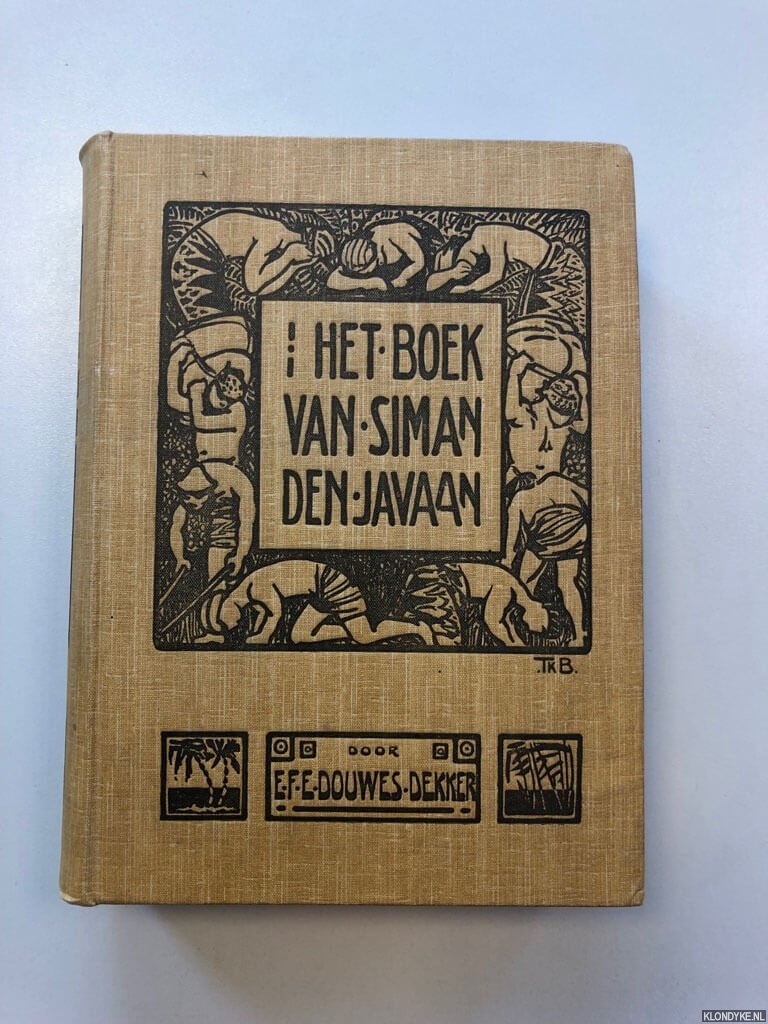 HET·BOEK
VAN·SIMAN
DEN·JAVAAN
.TKB.
DOOR
E·F·E·DOUWES·DEKKER
KLONDYKE.NL